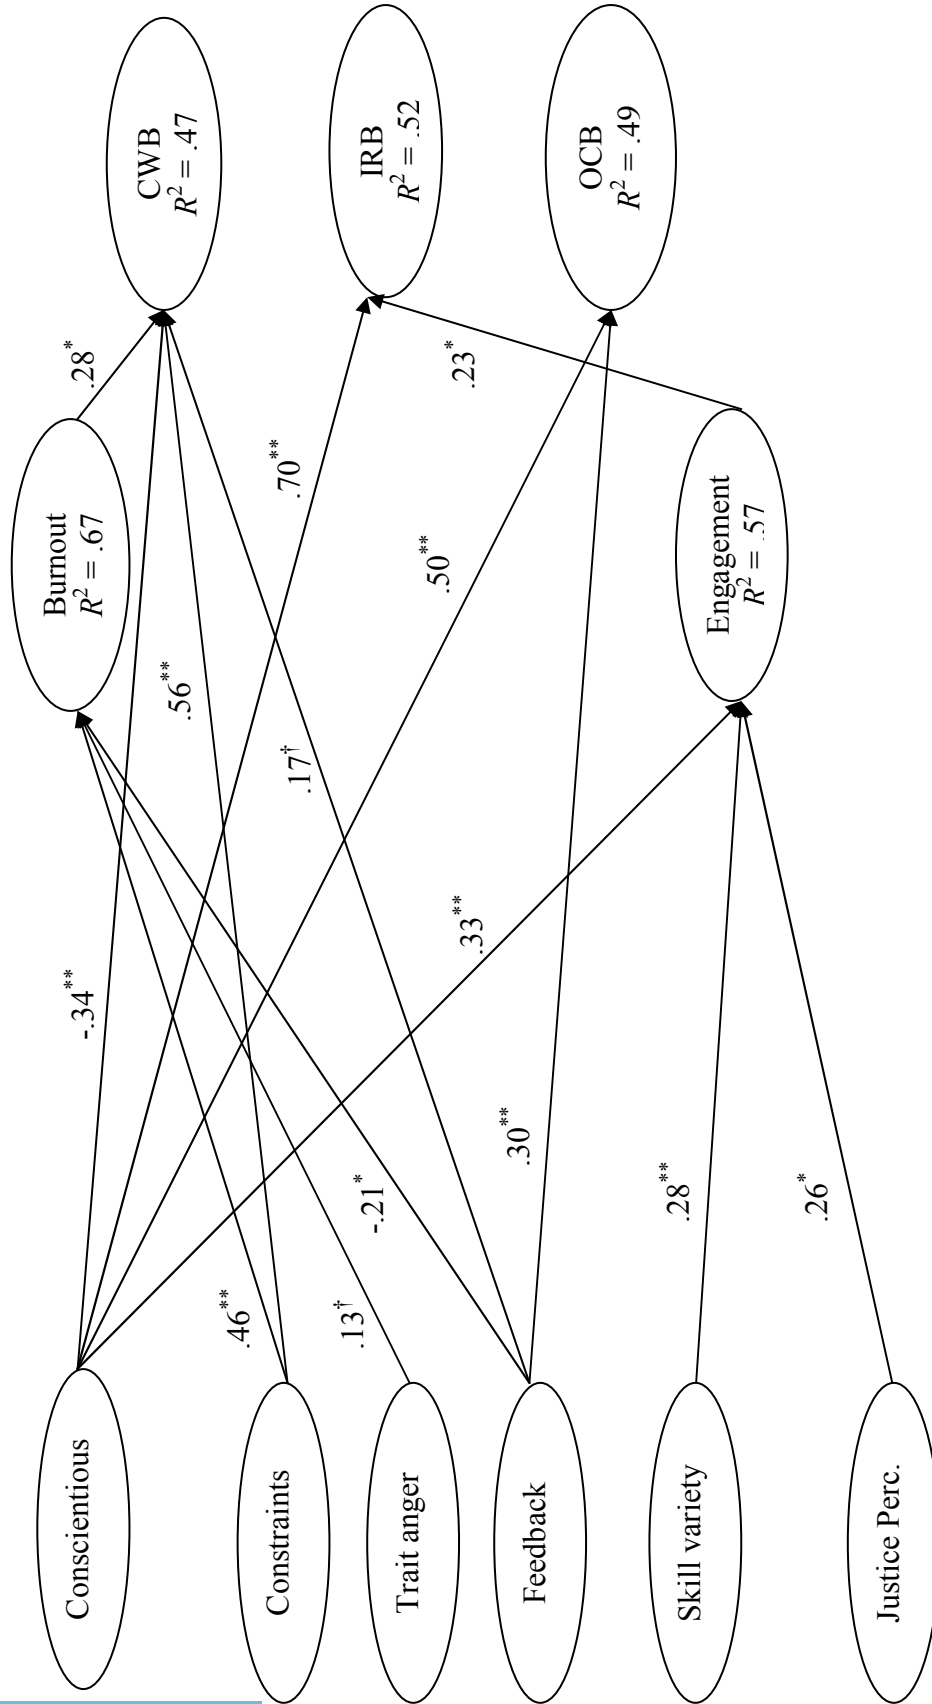 Conscientious
Constraints
Trait anger
Feedback
Skill variety
Justice Perc.
-.34**
.46**
.13†
-.21*
.30**
.28**
.26*
.56**
.17†
.33**
.70**
.50**
.28*
.23*
Burnout
R² = .67
Engagement
R² = .57
CWB
R² = .47
IRB
R² = .52
OCB
R² = .49